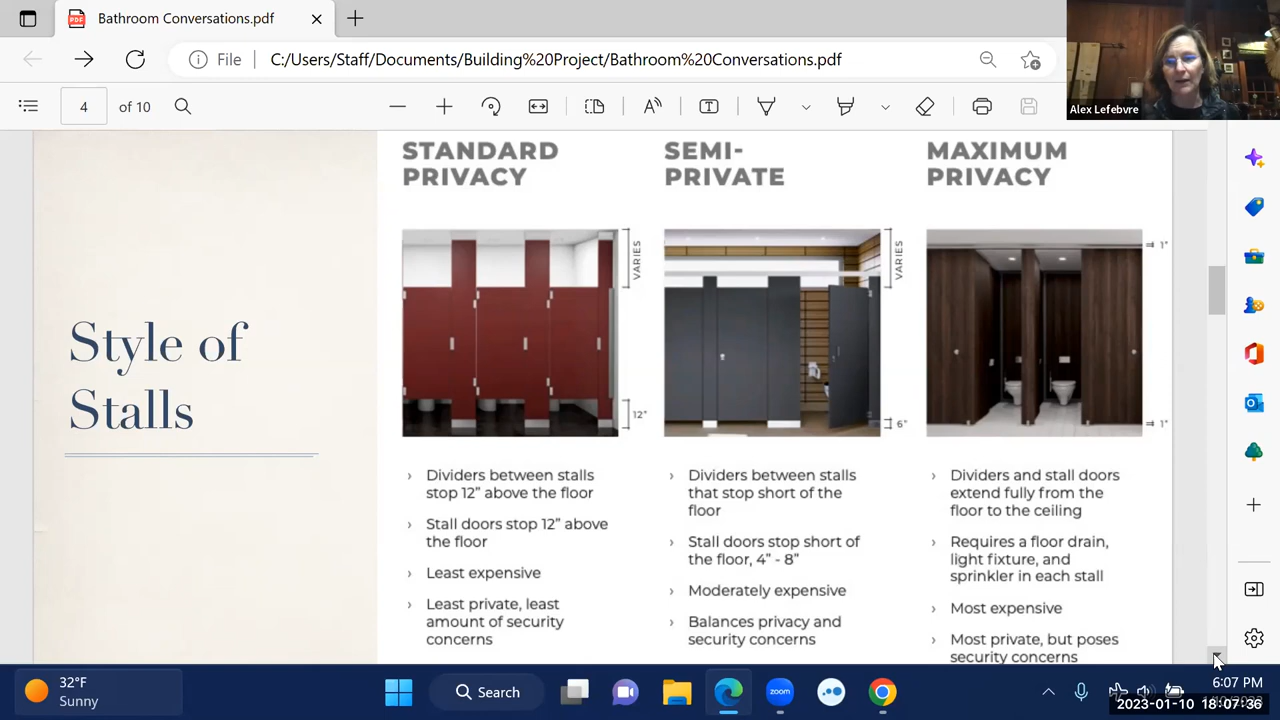 Bathroom Conversations.pdf
File
C:/Users/Staff/Documents/Building%20Project/Bathroom%20Conversations.pdf
Alex Lefebvre
4
of 10
STANDARD
PRIVACY
SEMI-
PRIVATE
MAXIMUM
PRIVACY
VARIES
12"
VARIES
6"
1"
1"
Style of
Stalls
› Dividers between stalls
stop 12” above the floor
› Stall doors stop 12” above
the floor
› Least expensive
› Least private, least
amount of security
concerns
› Dividers between stalls
that stop short of the
floor
› Stall doors stop short of
the floor, 4” - 8”
› Moderately expensive
› Balances privacy and
security concerns
› Dividers and stall doors
extend fully from the
floor to the ceiling
› Requires a floor drain,
light fixture, and
sprinkler in each stall
› Most expensive
› Most private, but poses
security concerns
32°F
Sunny
Search
zoom
6:07 PM
2023-01-10 18:07:36